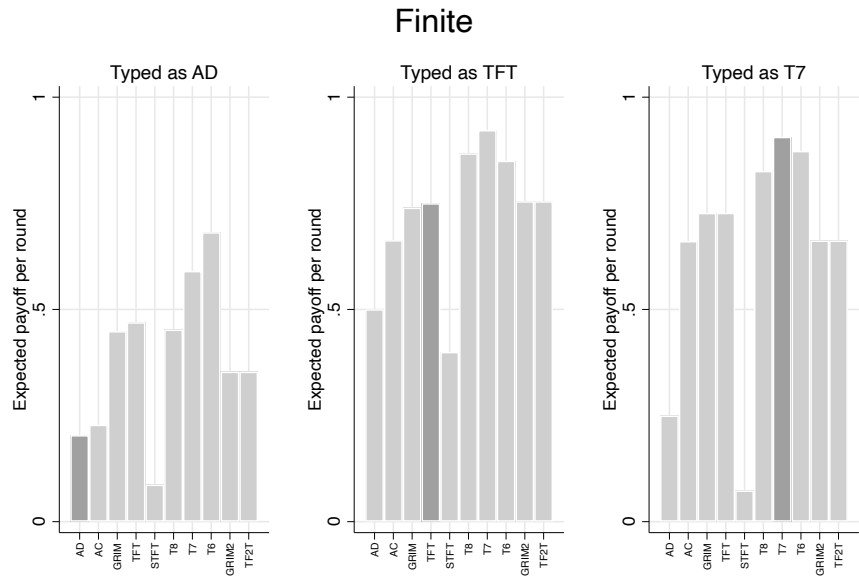 Finite
Typed as AD
Expected payoff per round
1
.5
0
AD
AC
GRIM
TFT
STFT
T8
T7
T6
GRIM2
TF2T
Typed as TFT
Expected payoff per round
1
.5
0
AD
AC
GRIM
TFT
STFT
T8
T7
T6
GRIM2
TF2T
Typed as T7
Expected payoff per round
1
.5
0
AD
AC
GRIM
TFT
STFT
T8
T7
T6
GRIM2
TF2T